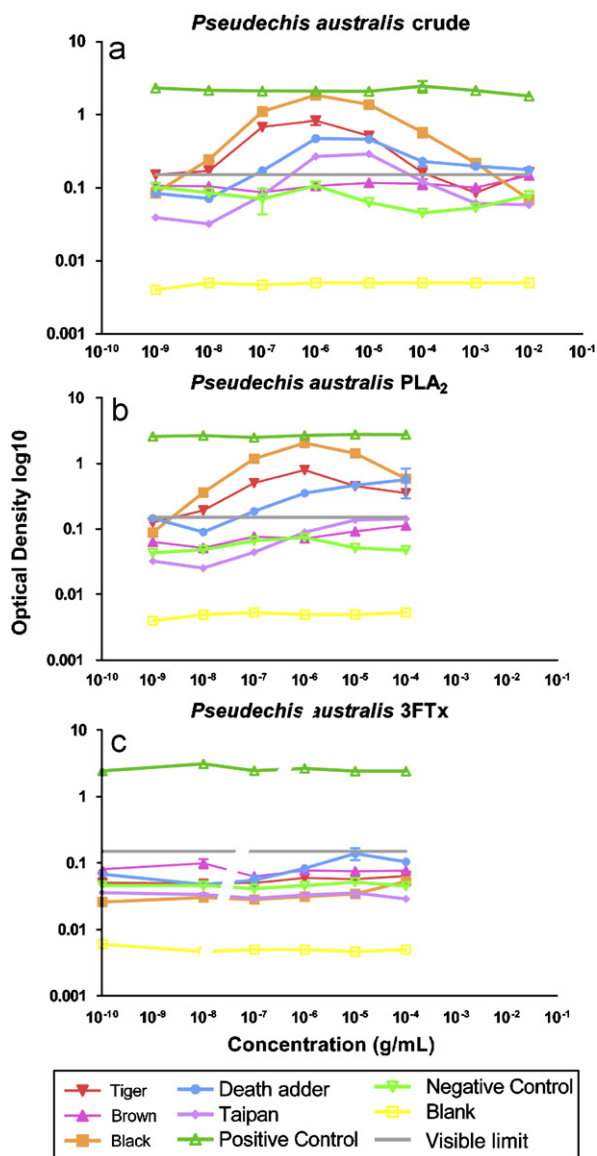 Pseudechis australis crude
a
10
1
0.1
0.01
0.001
10-10 10-9 10-8 10-7 10-6 10-5 10-4 10-3 10-2 10-1
Pseudechis australis PLA2
b
10
1
0.1
0.01
0.001
10-10 10-9 10-8 10-7 10-6 10-5 10-4 10-3 10-2 10-1
Optical Density log10
Pseudechis australis 3FTx
c
10
1
0.1
0.01
0.001
10-10 10-9 10-8 10-7 10-6 10-5 10-4 10-3 10-2 10-1
Concentration (g/mL)
Tiger Death adder Negative Control
Brown Taipan Blank
Black Positive Control Visible limit